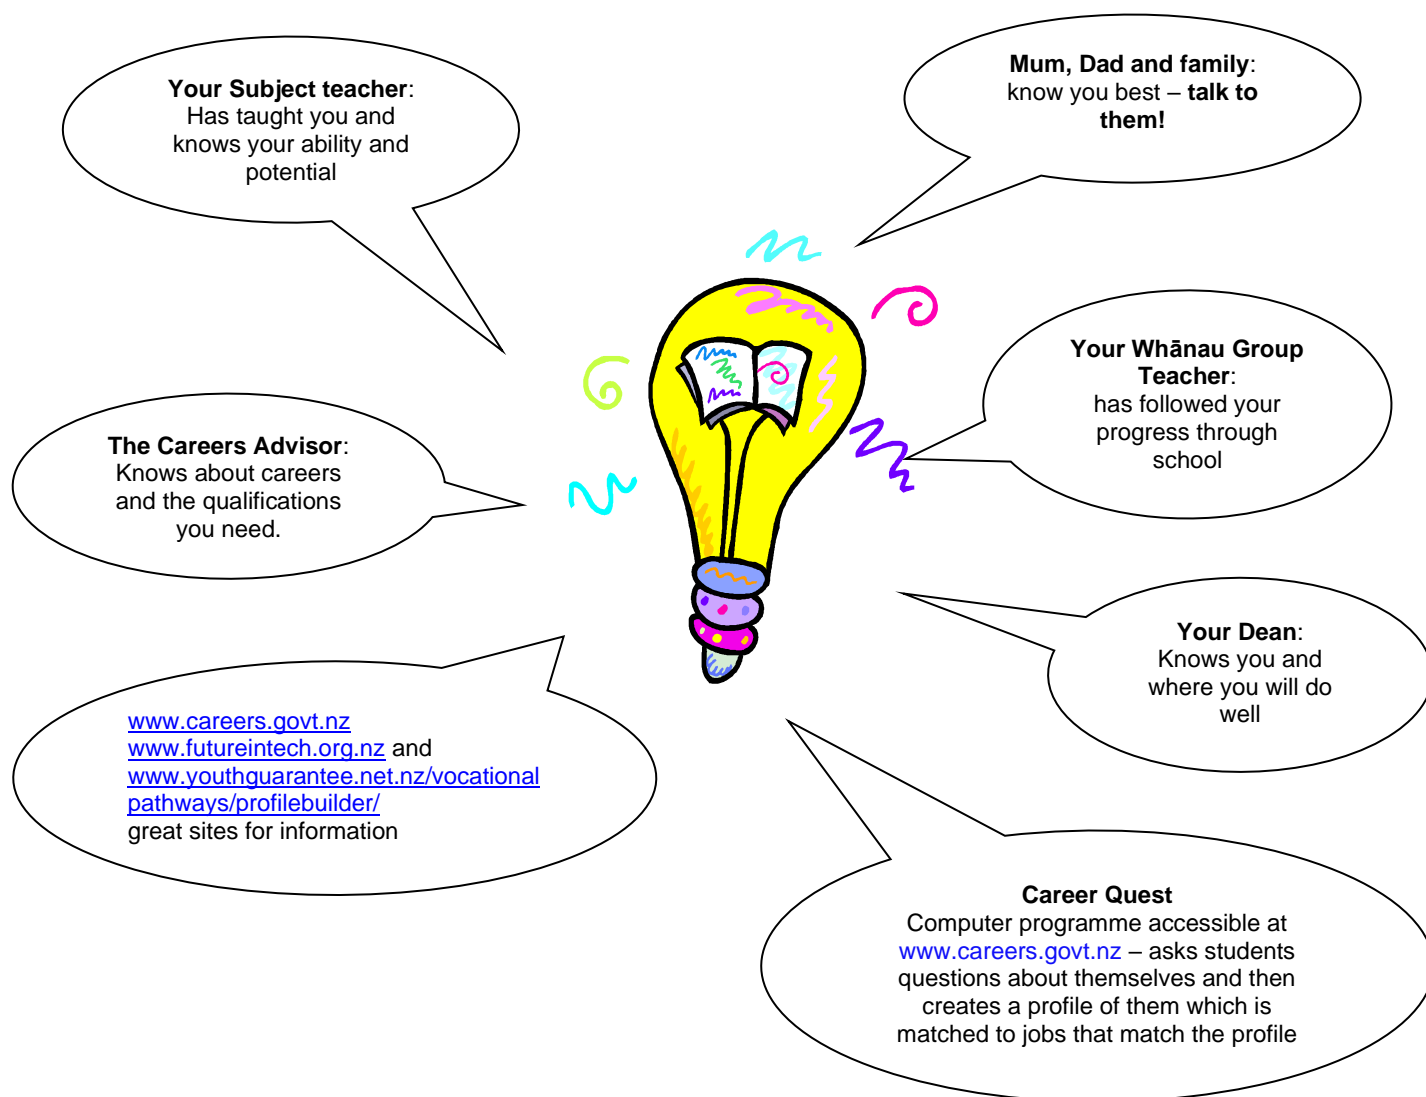 Your Subject teacher:
Has taught you and
knows your ability and
potential
Mum, Dad and family:
know you best – talk to
them!
Your Whānau Group
Teacher:
has followed your
progress through
school
The Careers Advisor:
Knows about careers
and the qualifications
you need.
Your Dean:
Knows you and
where you will do
well
www.careers.govt.nz
www.futureintech.org.nz and
www.youthguarantee.net.nz/vocational
pathways/profilebuilder/
great sites for information
Career Quest
Computer programme accessible at
www.careers.govt.nz – asks students
questions about themselves and then
creates a profile of them which is
matched to jobs that match the profile